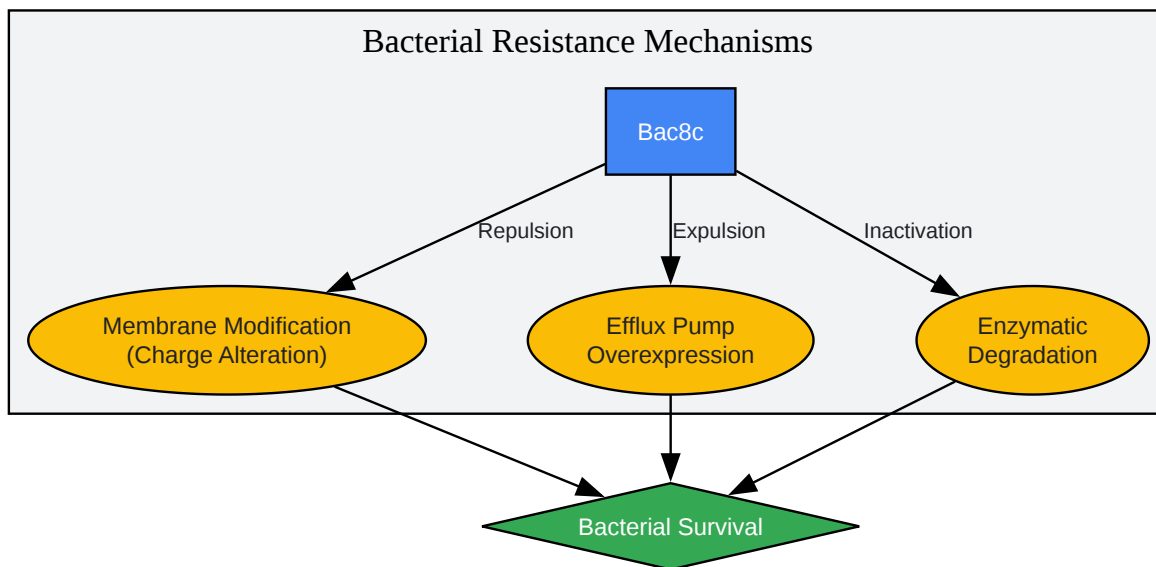 Bacterial Resistance Mechanisms
Bac8c
Repulsion
Expulsion
Inactivation
Membrane Modification
(Charge Alteration)
Efflux Pump
Overexpression
Enzymatic
Degradation
Bacterial Survival